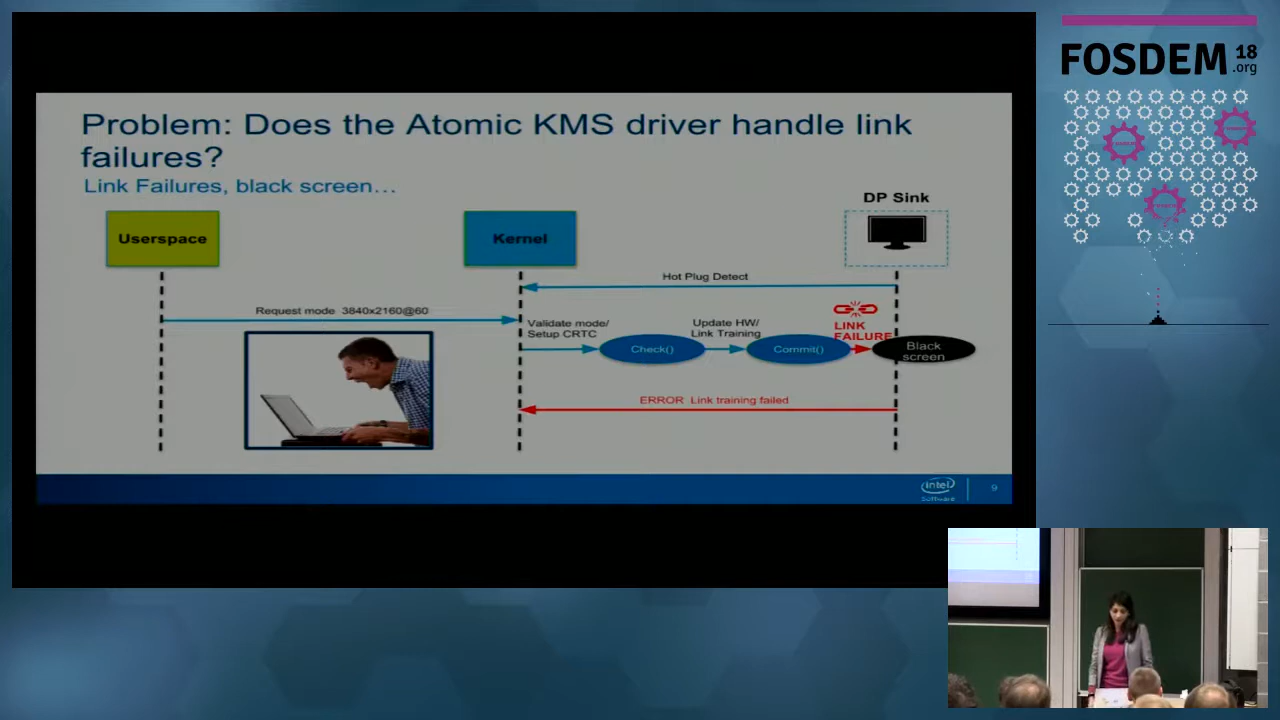 Problem: Does the Atomic KMS driver handle link
failures?
Link Failures, black screen...
DP Sink
Userspace
Kernel
Hot Plug Detect
Request mode 3840x2160@60
Validate mode/
Setup CRTC
Update HW/
Link Training
LINK
FAILURE
Check()
Commit()
Black
screen
ERROR Link training failed
intel
Software
9
FOSDEM 18
.org